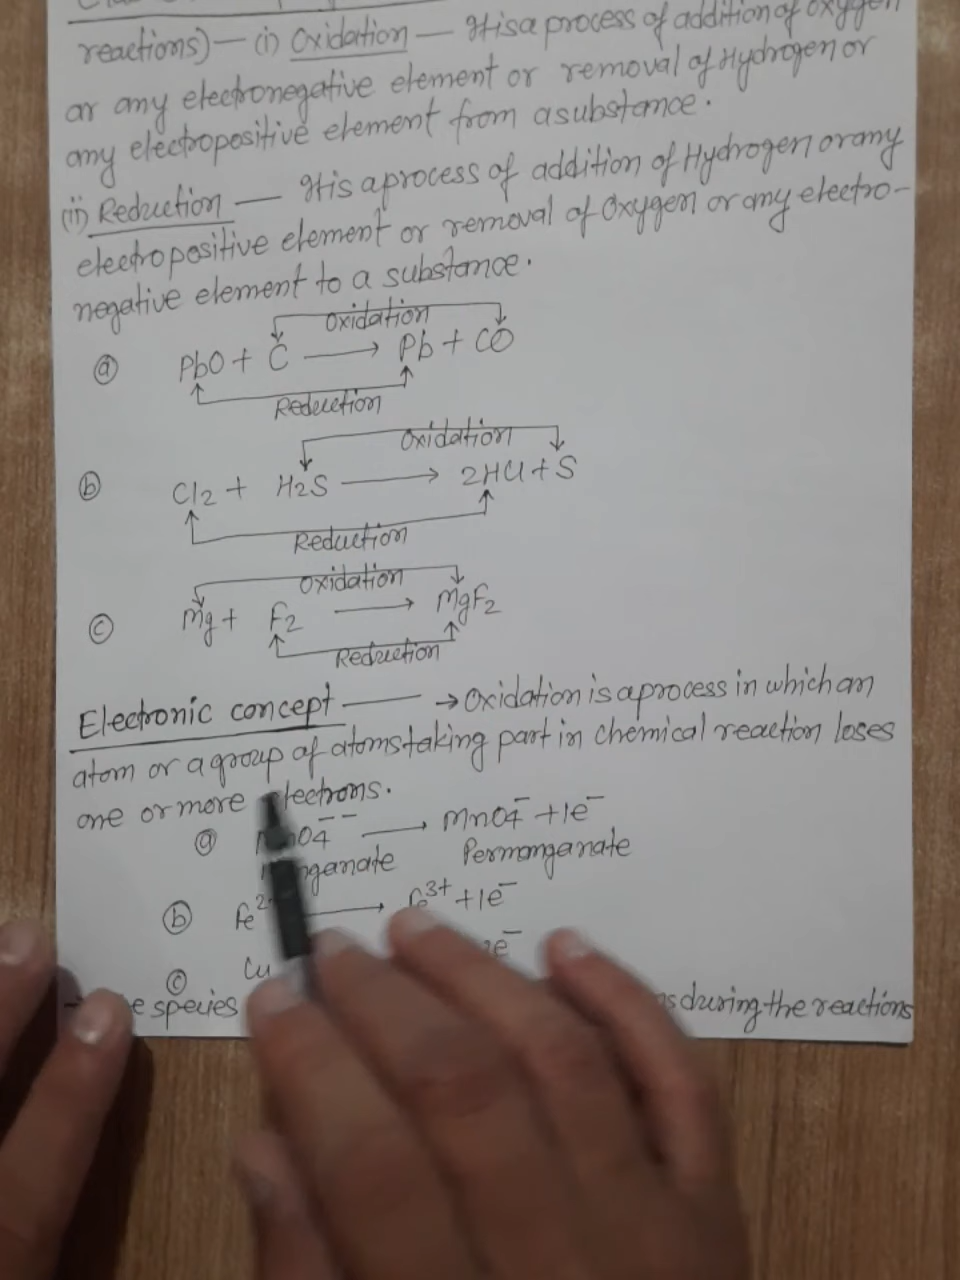 reactions) — (i) Oxidation — It is a process of addition of Oxygen
or any electronegative element or removal of Hydrogen or
any electropositive element from a substance.
(ii) Reduction — It is a process of addition of Hydrogen or any
electropositive element or removal of Oxygen or any electro-
negative element to a substance.
Oxidation
(a) PbO + C → Pb + CO
Reduction
Oxidation
(b) Cl2 + H2S → 2HCl + S
Reduction
Oxidation
(c) Mg + F2 → MgF2
Reduction
Electronic concept → Oxidation is a process in which an
atom or a group of atoms taking part in chemical reaction loses
one or more electrons.
(a) O4⁻⁻ → MnO4⁻ + 1e⁻
Permanganate
(b) Fe → 3+ + 1e⁻
(c) Cu e⁻
species during the reactions